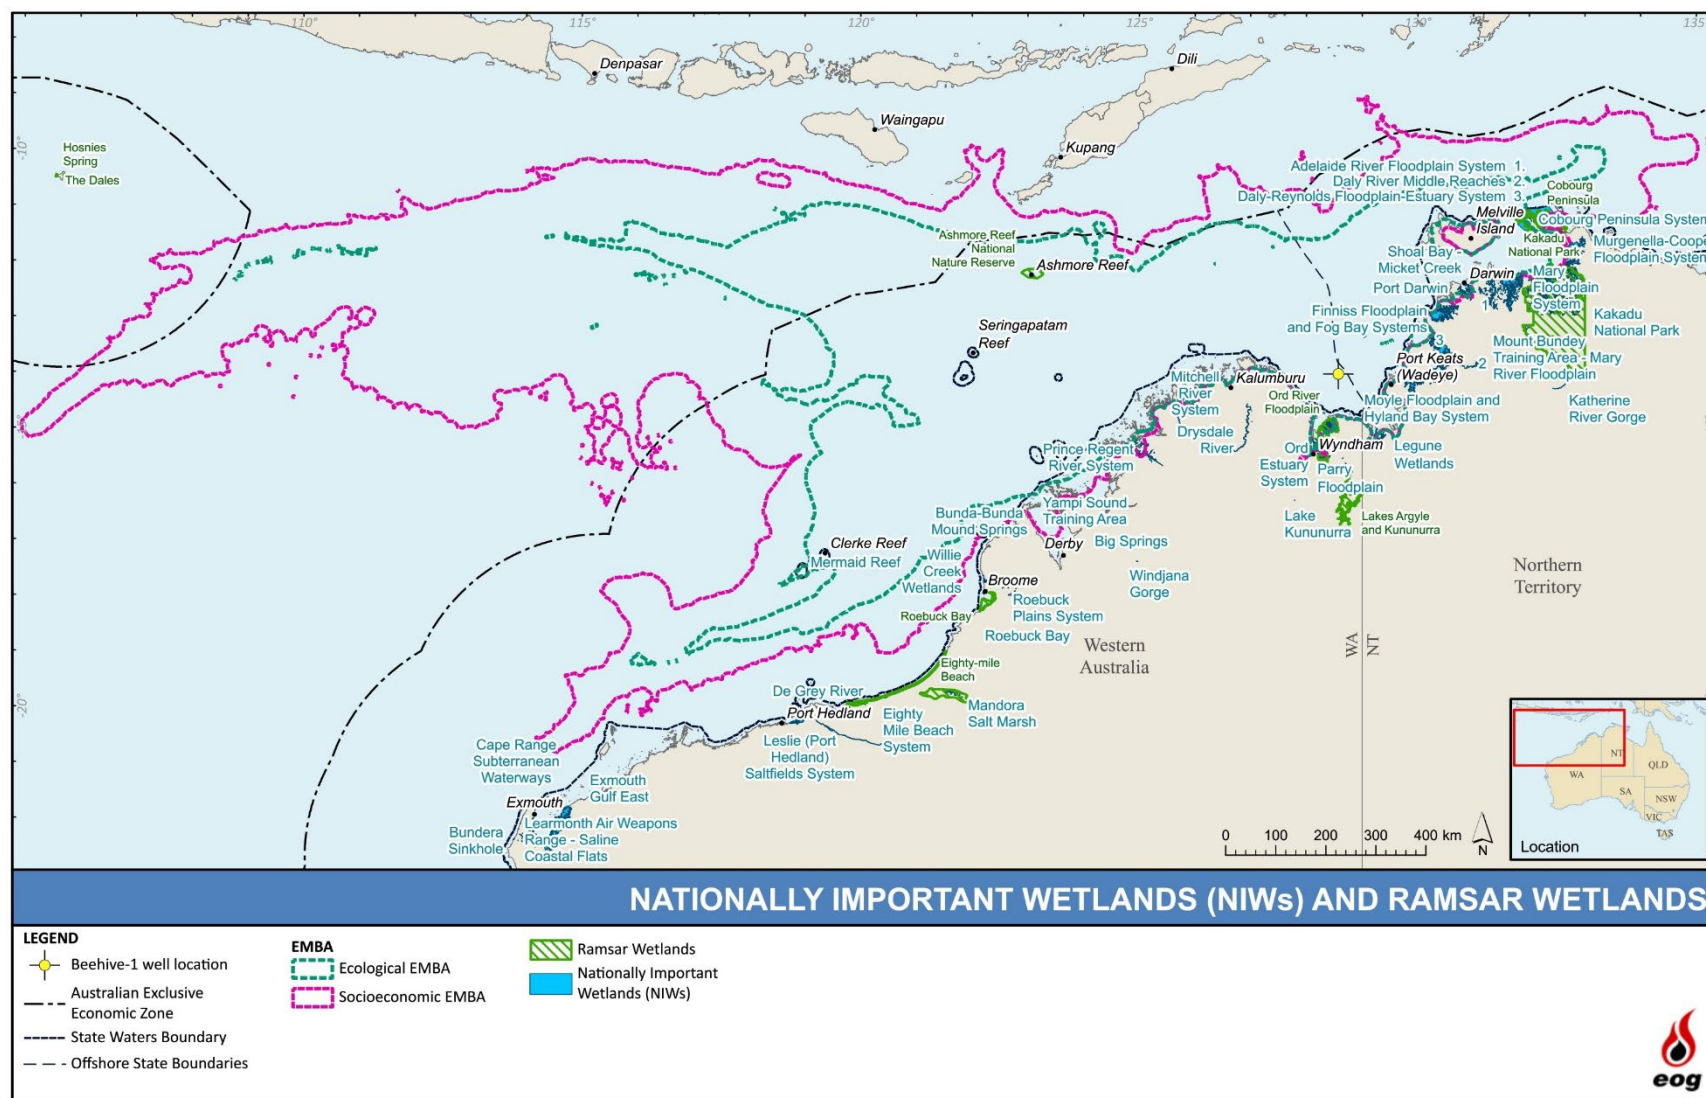 110°
115°
120°
125°
130°
135
-10°
-20°
Denpasar
Dili
Waingapu
Kupang
Hosnies
Spring
The Dales
Adelaide River Floodplain System 1.
Daly River Middle Reaches 2.
Daly-Reynolds Floodplain-Estuary System 3.
Cobourg
Peninsula
Melville
Island
Cobourg Peninsula System
Kakadu
National Park
Murgenella-Coope
Floodplain System
Ashmore Reef
National
Nature Reserve
Ashmore Reef
Shoal Bay -
Micket Creek
Darwin
Port Darwin
Mary
Floodplain
System
1
Finniss Floodplain
and Fog Bay Systems
Kakadu
National Park
Seringapatam
Reef
3
Mount Bundey
Training Area - Mary
River Floodplain
Port Keats
(Wadeye)
2
Mitchell
River
System
Kalumburu
Ord River
Floodplain
Moyle Floodplain and
Hyland Bay System
Katherine
River Gorge
Drysdale
River
Prince Regent
River System
Ord
Estuary
System
Wyndham
Parry
Floodplain
Legune
Wetlands
Yampi Sound
Training Area
Bunda-Bunda
Mound Springs
Lake
Kununurra
Lakes Argyle
and Kununurra
Clerke Reef
Mermaid Reef
Willie
Creek
Wetlands
Derby
Big Springs
Windjana
Gorge
Northern
Territory
Broome
Roebuck
Plains System
Roebuck Bay
Roebuck Bay
Western
Australia
WA
NT
Eighty-mile
Beach
De Grey River
Port Hedland
Eighty
Mile Beach
System
Mandora
Salt Marsh
Leslie (Port
Hedland)
Saltfields System
Cape Range
Subterranean
Waterways
Exmouth
Gulf East
Exmouth
Bundera
Sinkhole
Learmonth Air Weapons
Range - Saline
Coastal Flats
0 100 200 300 400 km
N
NT
WA
QLD
SA
NSW
VIC
TAS
Location
NATIONALLY IMPORTANT WETLANDS (NIWs) AND RAMSAR WETLANDS
LEGEND
Beehive-1 well location
Australian Exclusive
Economic Zone
State Waters Boundary
Offshore State Boundaries
EMBA
Ecological EMBA
Socioeconomic EMBA
Ramsar Wetlands
Nationally Important
Wetlands (NIWs)
eog